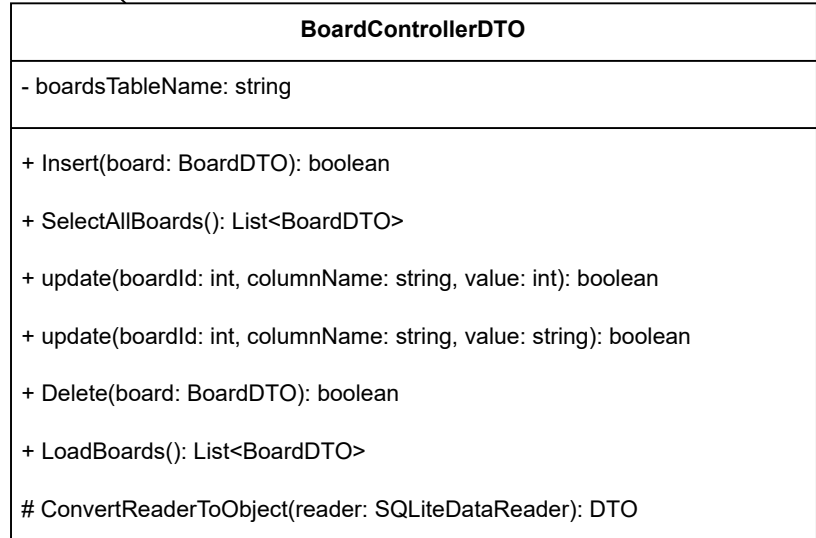 BoardControllerDTO
- boardsTableName: string
+ Insert(board: BoardDTO): boolean
+ SelectAllBoards(): List<BoardDTO>
+ update(boardId: int, columnName: string, value: int): boolean
+ update(boardId: int, columnName: string, value: string): boolean
+ Delete(board: BoardDTO): boolean
+ LoadBoards(): List<BoardDTO>
# ConvertReaderToObject(reader: SQLiteDataReader): DTO